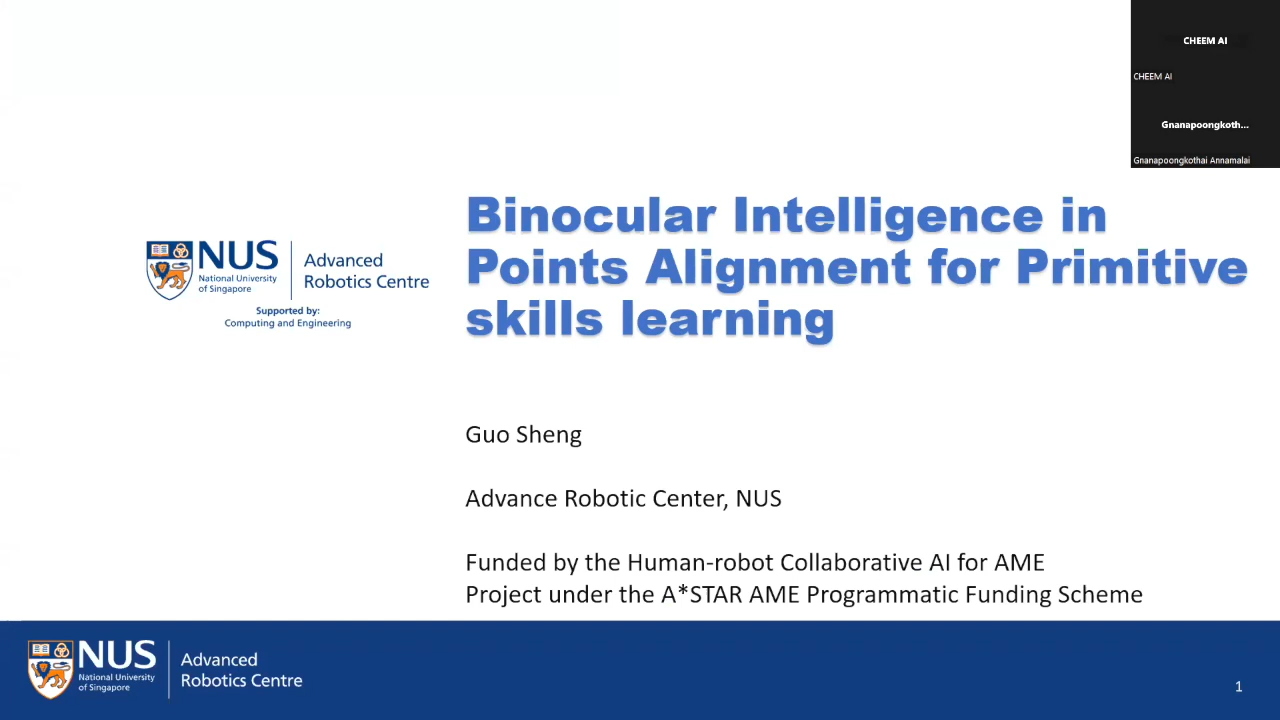 CHEEM AI
CHEEM AI
Gnanapoongkoth...
Gnanapoongkothai Annamalai
Binocular Intelligence in
Points Alignment for Primitive
skills learning
NUS
National University
of Singapore
Advanced
Robotics Centre
Supported by:
Computing and Engineering
Guo Sheng
Advance Robotic Center, NUS
Funded by the Human-robot Collaborative AI for AME
Project under the A*STAR AME Programmatic Funding Scheme
NUS
National University
of Singapore
Advanced
Robotics Centre
1